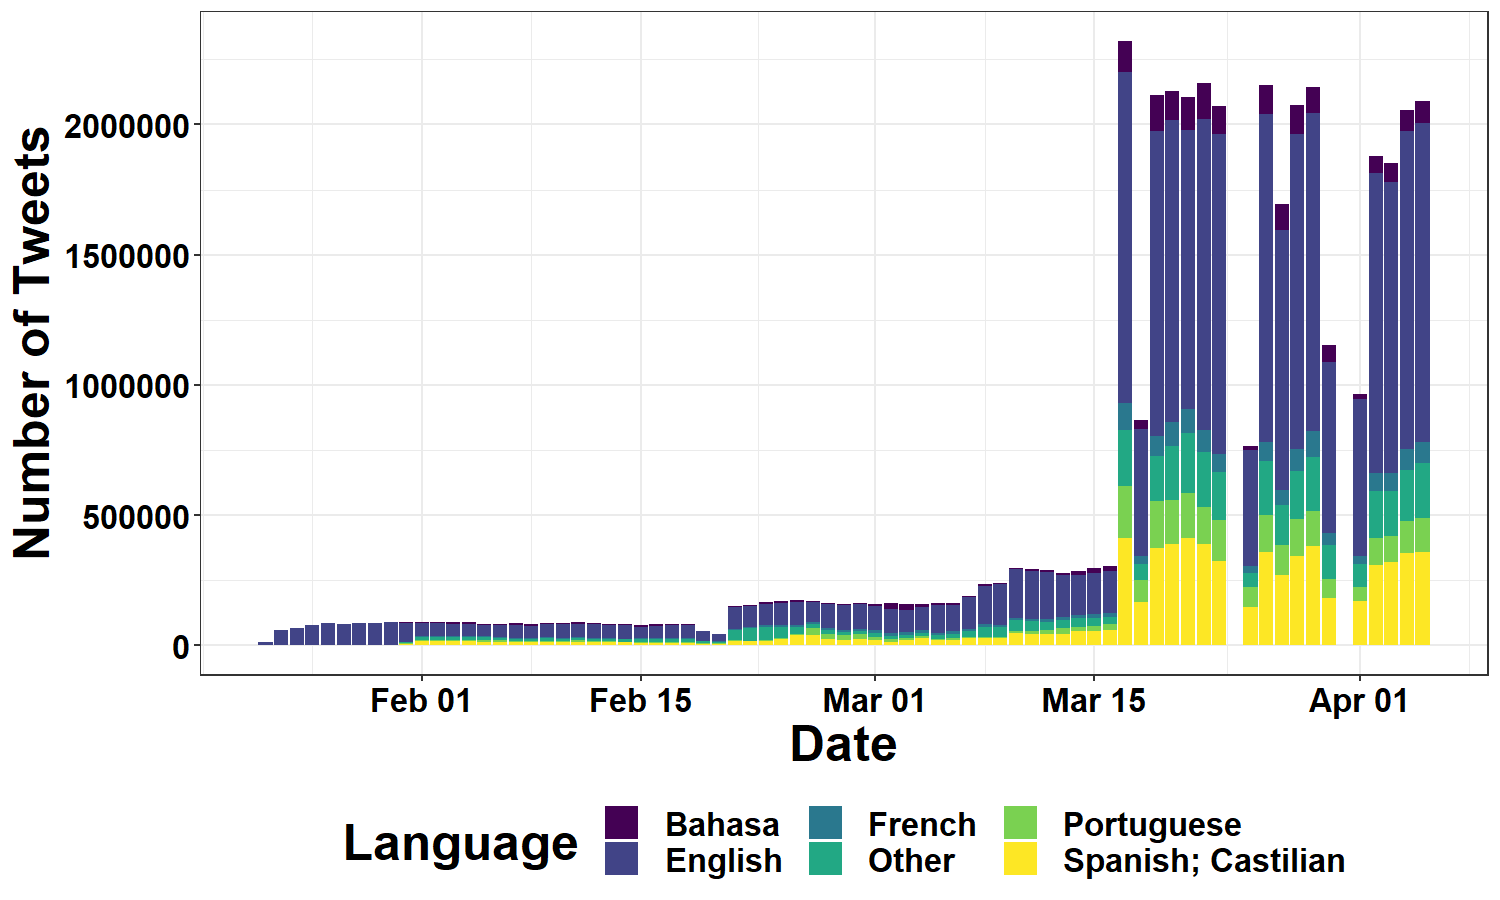 Number of Tweets
2000000
1500000
1000000
500000
0
Feb 01
Feb 15
Mar 01
Mar 15
Apr 01
Date
Language
Bahasa
English
French
Other
Portuguese
Spanish; Castilian